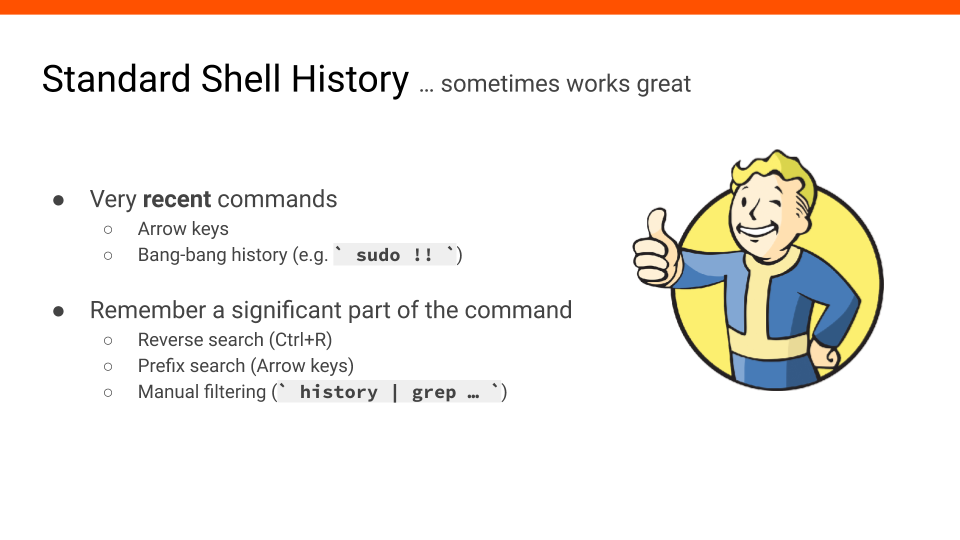 Standard Shell History … sometimes works great
● Very recent commands
○ Arrow keys
○ Bang-bang history (e.g. ` sudo !! `)
● Remember a significant part of the command
○ Reverse search (Ctrl+R)
○ Prefix search (Arrow keys)
○ Manual filtering (` history | grep … `)